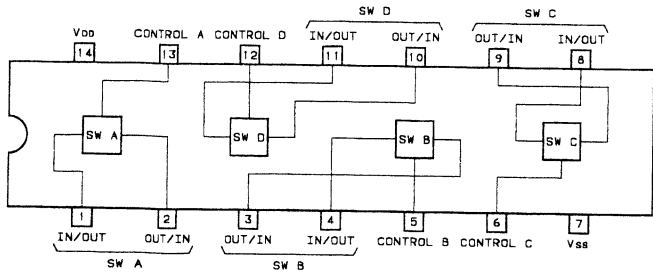 SW D SW C
VDD CONTROL A CONTROL D IN/OUT OUT/IN OUT/IN IN/OUT
14 13 12 11 10 9 8
SW A SW D SW B SW C
1 2 3 4 5 6 7
IN/OUT OUT/IN OUT/IN IN/OUT CONTROL B CONTROL C VSS
SW A SW B